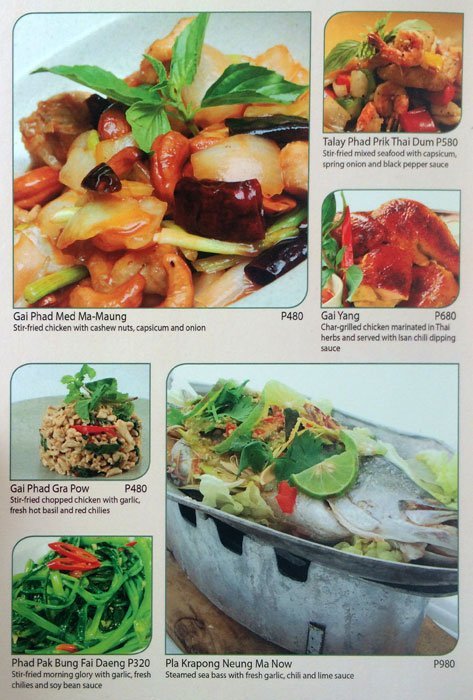 Gai Phad Med Ma-Maung P480
Stir-fried chicken with cashew nuts, capsicum and onion
Talay Phad Prik Thai Dum P580
Stir-fried mixed seafood with capsicum,
spring onion and black pepper sauce
Gai Yang P680
Char-grilled chicken marinated in Thai
herbs and served with Isan chili dipping
sauce
Gai Phad Gra Pow P480
Stir-fried chopped chicken with garlic,
fresh hot basil and red chilies
Phad Pak Bung Fai Daeng P320
Stir-fried morning glory with garlic, fresh
chilies and soy bean sauce
Pla Krapong Neung Ma Now P980
Steamed sea bass with fresh garlic, chili and lime sauce